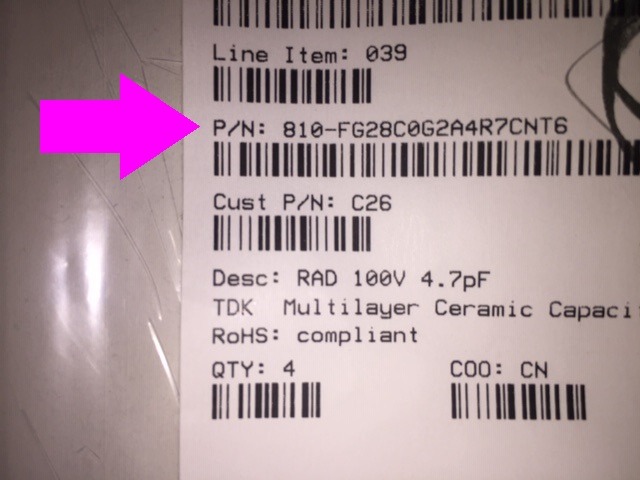 Line Item: 039
P/N: 810-FG28C0G2A4R7CNT6
Cust P/N: C26
Desc: RAD 100V 4.7pF
TDK Multilayer Ceramic Capaci
RoHS: compliant
QTY: 4 COO: CN